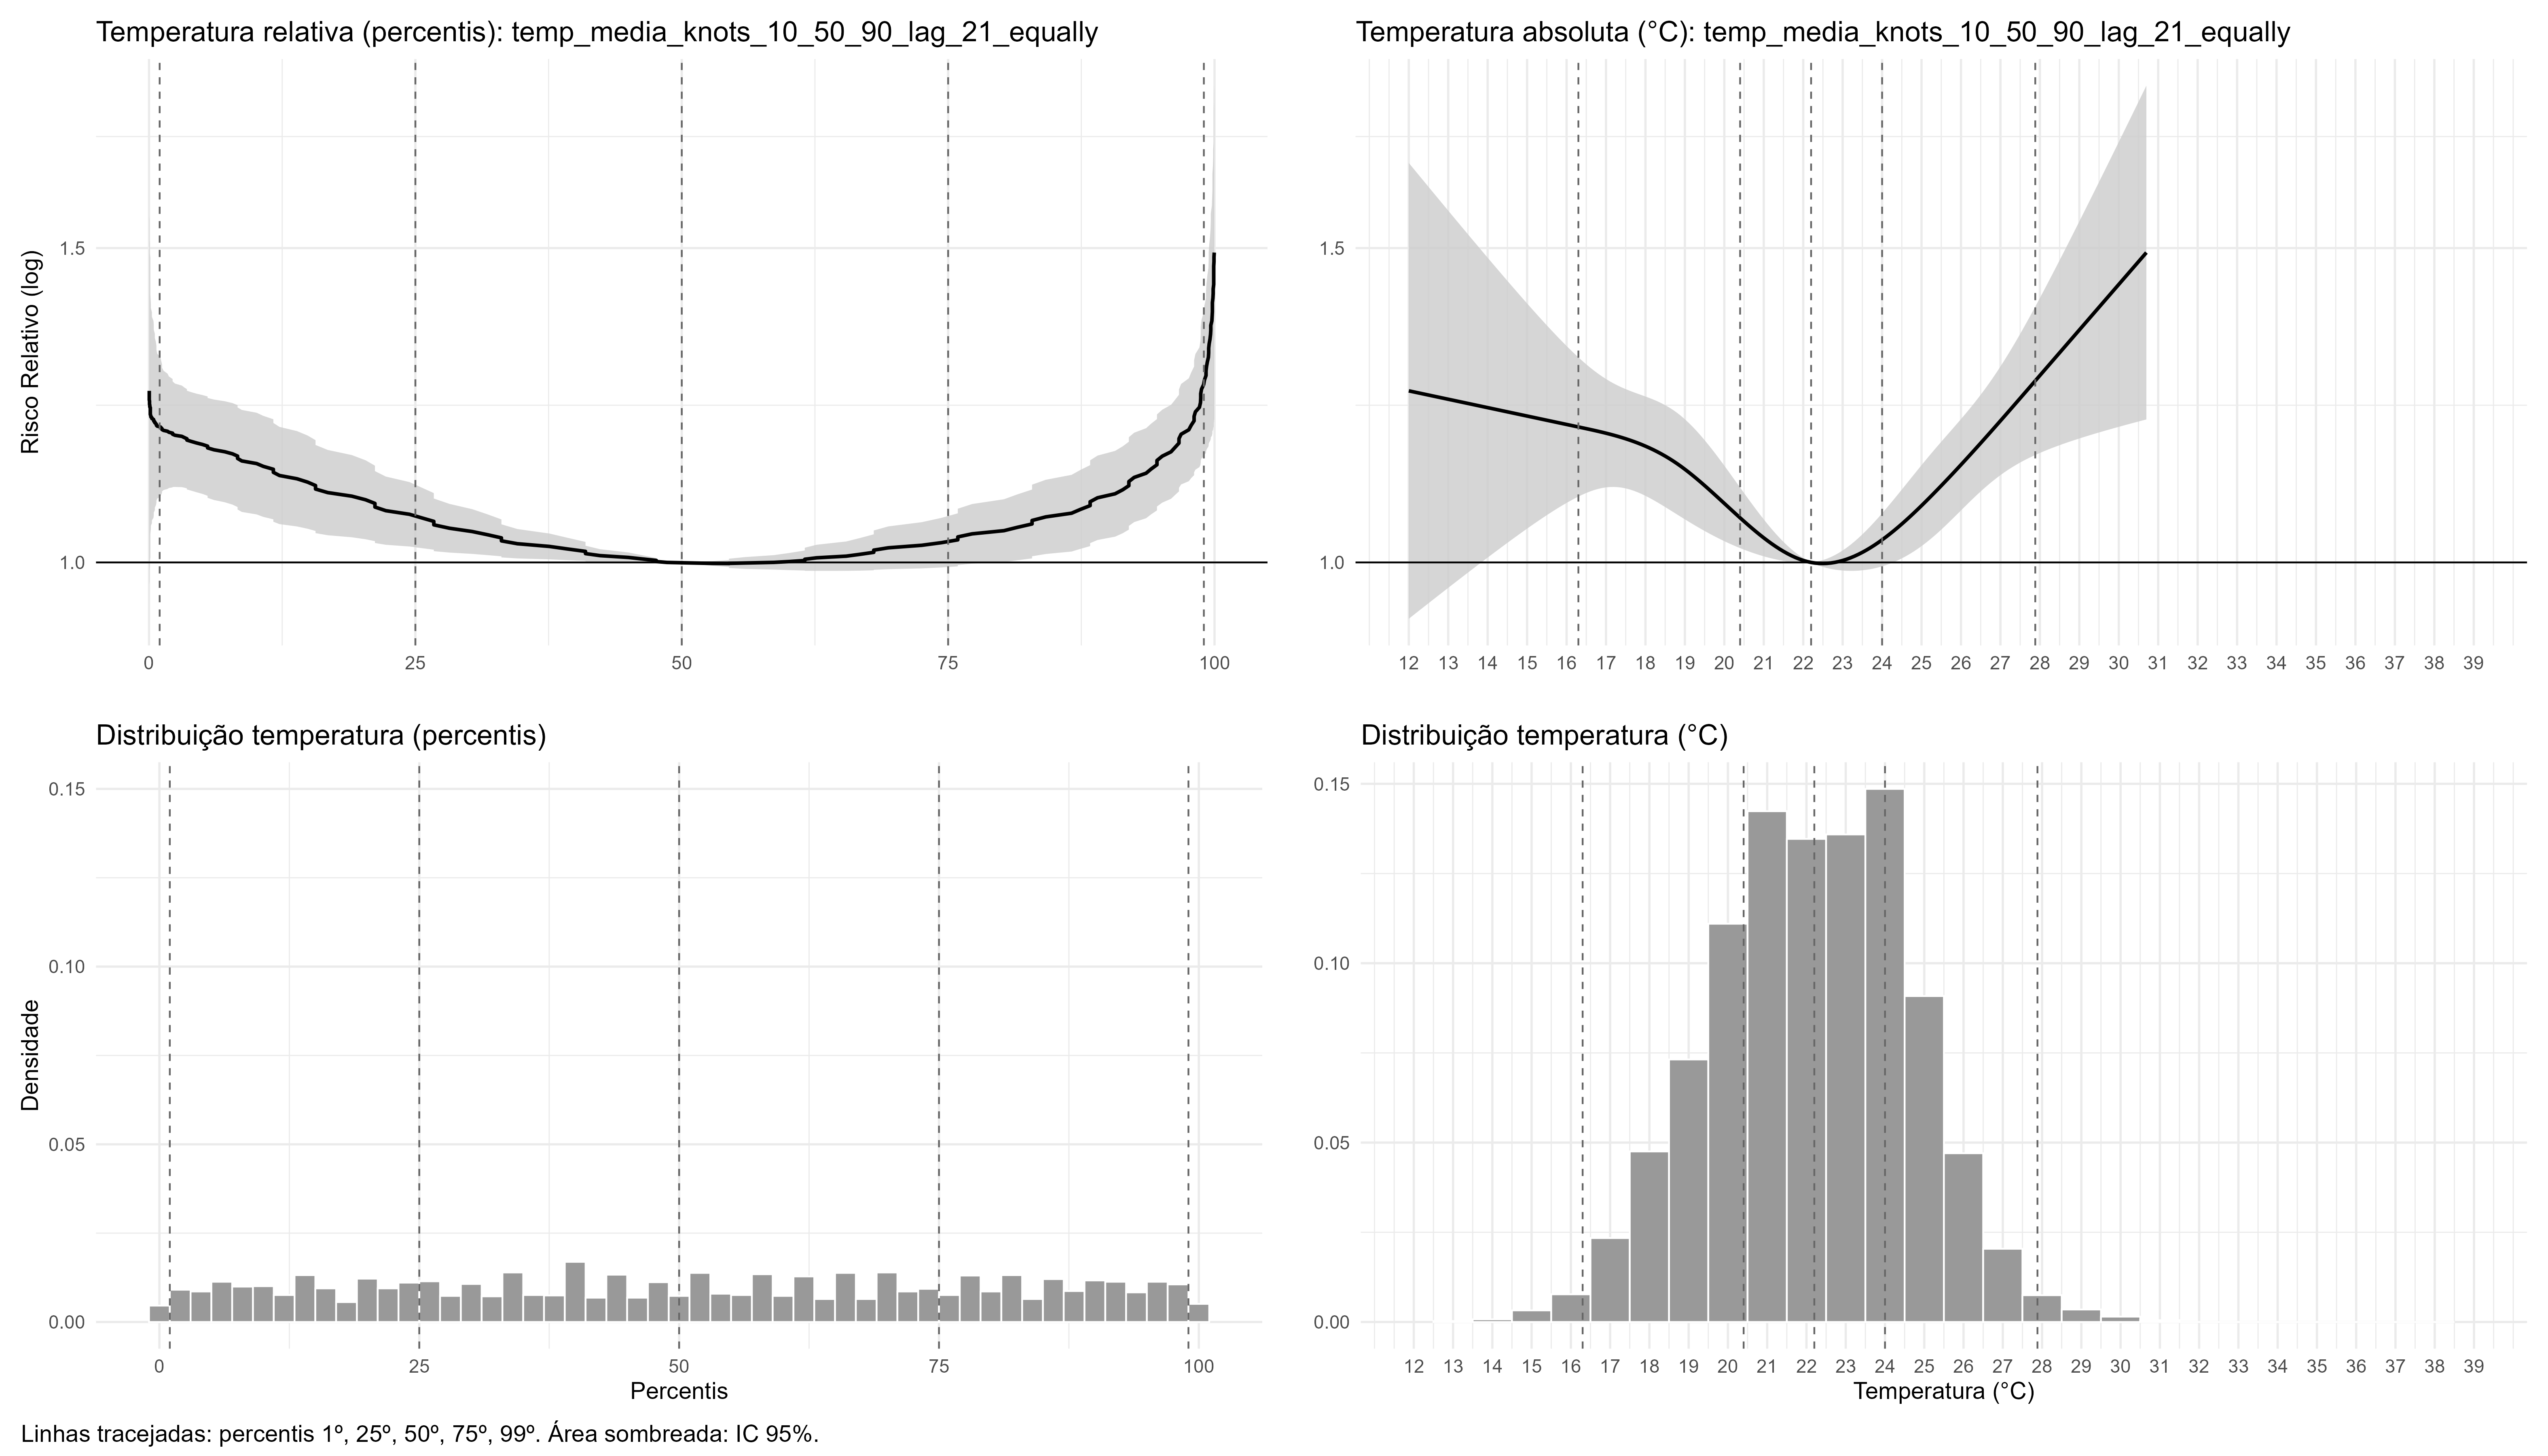 Temperatura relativa (percentis): temp_media_knots_10_50_90_lag_21_equally
Risco Relativo (log)
1.5
1.0
0 25 50 75 100
Temperatura absoluta (°C): temp_media_knots_10_50_90_lag_21_equally
1.5
1.0
12 13 14 15 16 17 18 19 20 21 22 23 24 25 26 27 28 29 30 31 32 33 34 35 36 37 38 39
Distribuição temperatura (percentis)
Densidade
0.15
0.10
0.05
0.00
0 25 50 75 100
Percentis
Distribuição temperatura (°C)
0.15
0.10
0.05
0.00
12 13 14 15 16 17 18 19 20 21 22 23 24 25 26 27 28 29 30 31 32 33 34 35 36 37 38 39
Temperatura (°C)
Linhas tracejadas: percentis 1º, 25º, 50º, 75º, 99º. Área sombreada: IC 95%.